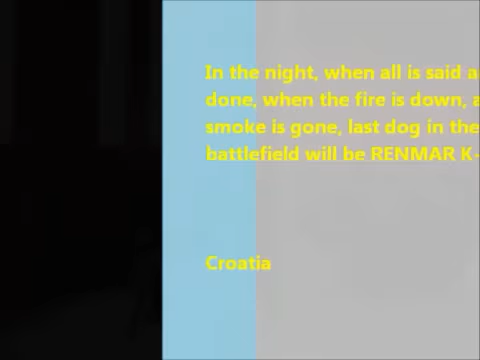 In the night, when all is said a
done, when the fire is down, a
smoke is gone, last dog in the
battlefield will be RENMAR K-
Croatia